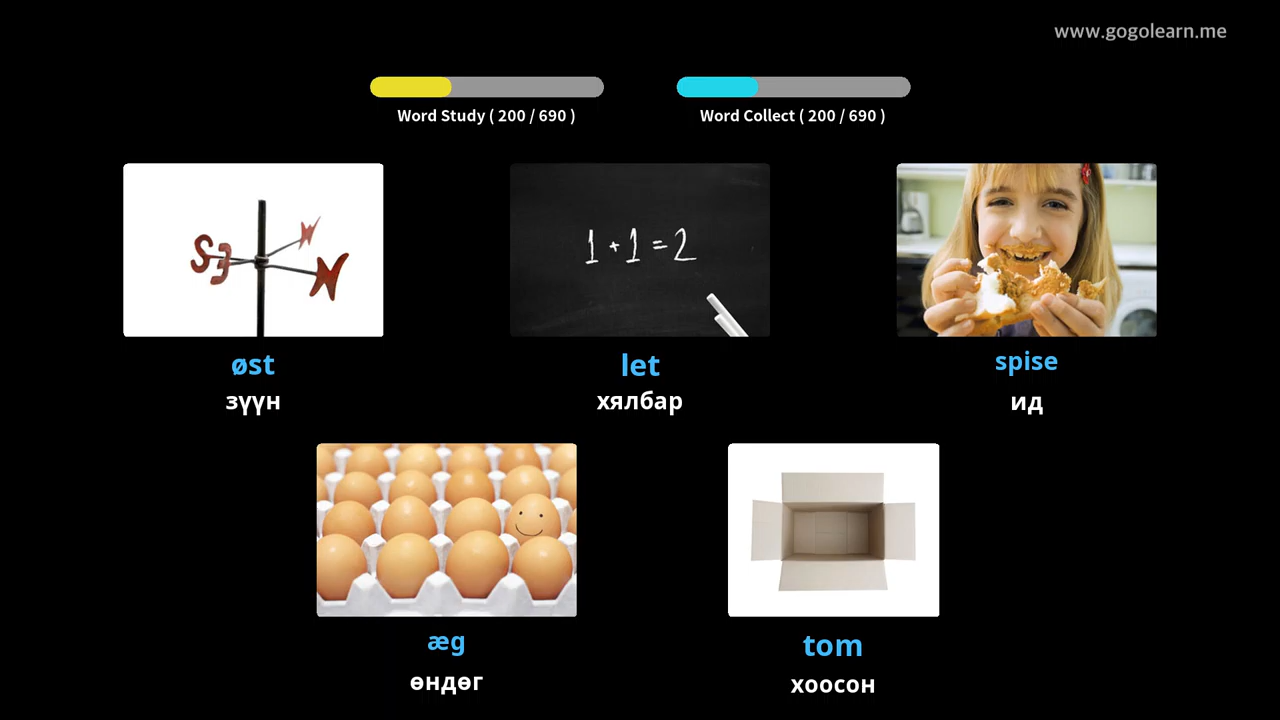 www.gogolearn.me
Word Study ( 200 / 690 )
Word Collect ( 200 / 690 )
S E N W
1 + 1 = 2
øst
let
spise
зүүн
хялбар
ид
æg
tom
өндөг
хоосон